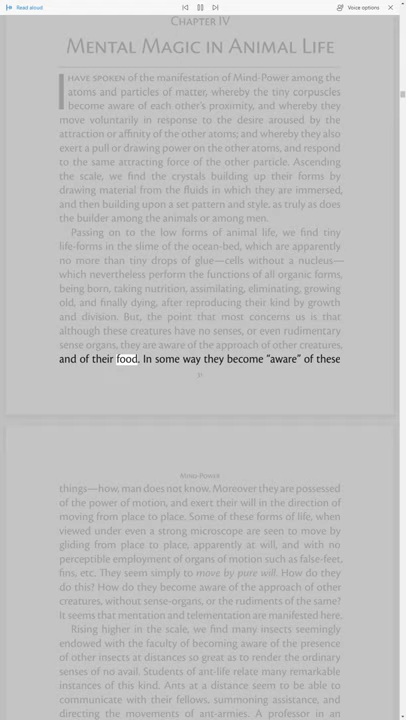 Read aloud
Voice options
CHAPTER IV
MENTAL MAGIC IN ANIMAL LIFE
I HAVE SPOKEN of the manifestation of Mind-Power among the
atoms and particles of matter, whereby the tiny corpuscles
become aware of each other's proximity, and whereby they
move voluntarily in response to the desire aroused by the
attraction or affinity of the other atoms; and whereby they also
exert a pull or drawing power on the other atoms, and respond
to the same attracting force of the other particle. Ascending
the scale, we find the crystals building up their forms by
drawing material from the fluids in which they are immersed,
and then building upon a set pattern and style, as truly as does
the builder among the animals or among men.
Passing on to the low forms of animal life, we find tiny
life-forms in the slime of the ocean-bed, which are apparently
no more than tiny drops of glue—cells without a nucleus—
which nevertheless perform the functions of all organic forms,
being born, taking nutrition, assimilating, eliminating, growing
old, and finally dying, after reproducing their kind by growth
and division. But, the point that most concerns us is that
although these creatures have no senses, or even rudimentary
sense organs, they are aware of the approach of other creatures,
and of their food. In some way they become "aware" of these
31
MIND-POWER
things—how, man does not know. Moreover they are possessed
of the power of motion, and exert their will in the direction of
moving from place to place. Some of these forms of life, when
viewed under even a strong microscope are seen to move by
gliding from place to place, apparently at will, and with no
perceptible employment of organs of motion such as false-feet,
fins, etc. They seem simply to move by pure will. How do they
do this? How do they become aware of the approach of other
creatures, without sense-organs, or the rudiments of the same?
It seems that mentation and telementation are manifested here.
Rising higher in the scale, we find many insects seemingly
endowed with the faculty of becoming aware of the presence
of other insects at distances so great as to render the ordinary
senses of no avail. Students of ant-life relate many remarkable
instances of this kind. Ants at a distance seem to be able to
communicate with their fellows, summoning assistance, and
directing the movements of ant-armies. A professor in an